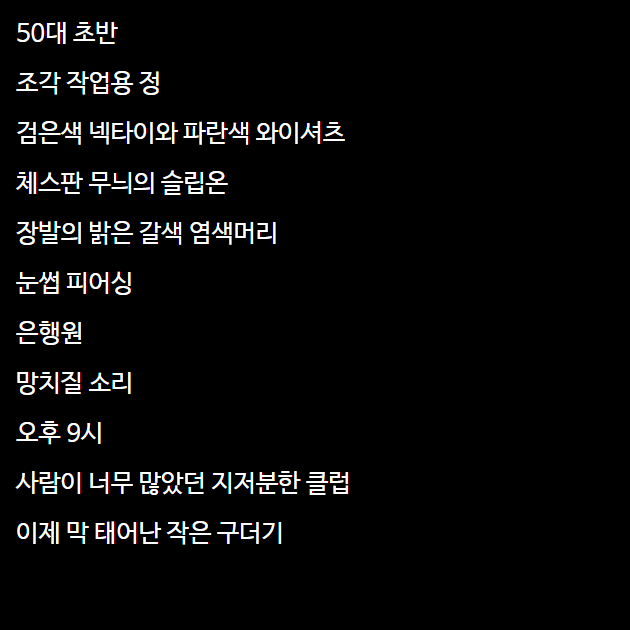 50대 초반
조각 작업용 정
검은색 넥타이와 파란색 와이셔츠
체스판 무늬의 슬립온
장발의 밝은 갈색 염색머리
눈썹 피어싱
은행원
망치질 소리
오후 9시
사람이 너무 많았던 지저분한 클럽
이제 막 태어난 작은 구더기